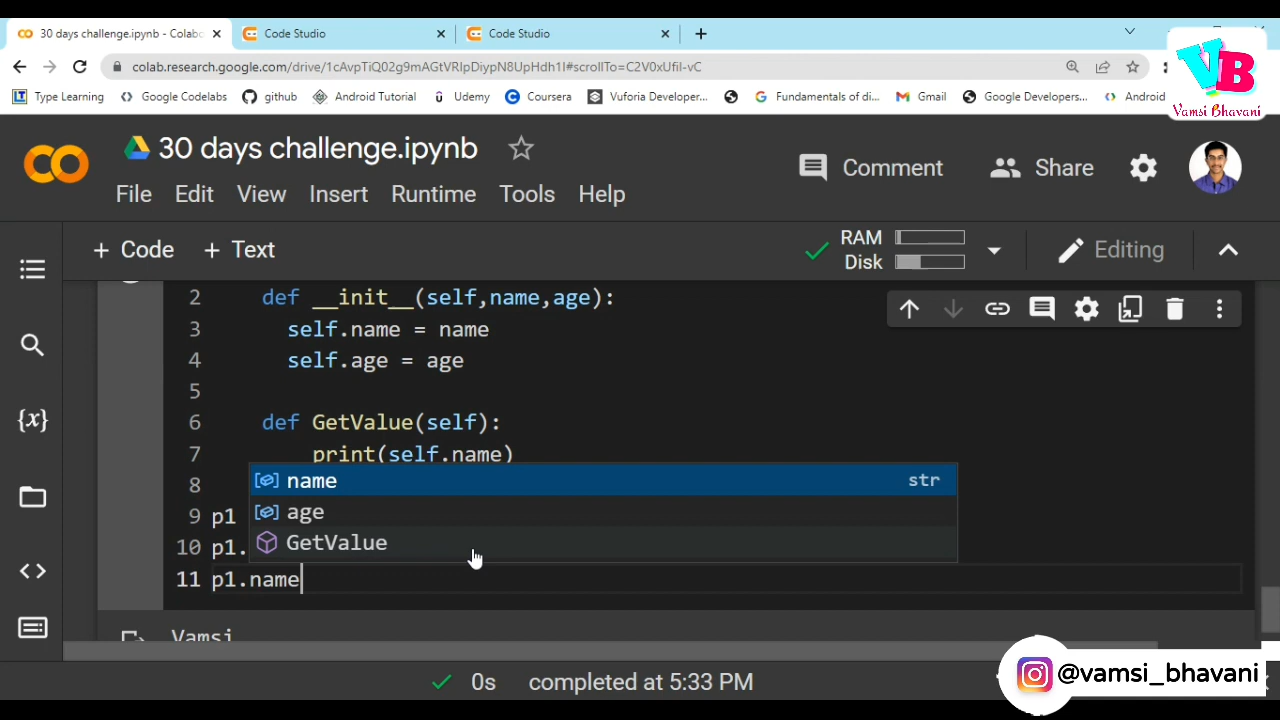 30 days challenge.ipynb - Colabo
Code Studio
Code Studio
VB
Vamsi Bhavani
colab.research.google.com/drive/1cAvpTiQ02g9mAGtVRlpDiypNBUpHdh1I#scrollTo=C2V0xUfiI-vC
LT Type Learning
Google Codelabs
github
Android Tutorial
Udemy
Coursera
Vuforia Developer...
Fundamentals of di...
Gmail
Google Developers...
Android
30 days challenge.ipynb
Comment
Share
File Edit View Insert Runtime Tools Help
+ Code + Text
RAM
Disk
Editing
2 def __init__(self,name,age):
3 self.name = name
4 self.age = age
5
6 def GetValue(self):
7 print(self.name)
8
name str
age
GetValue
9 p1
10 p1.
11 p1.name
Vamsi
0s completed at 5:33 PM
@vamsi_bhavani